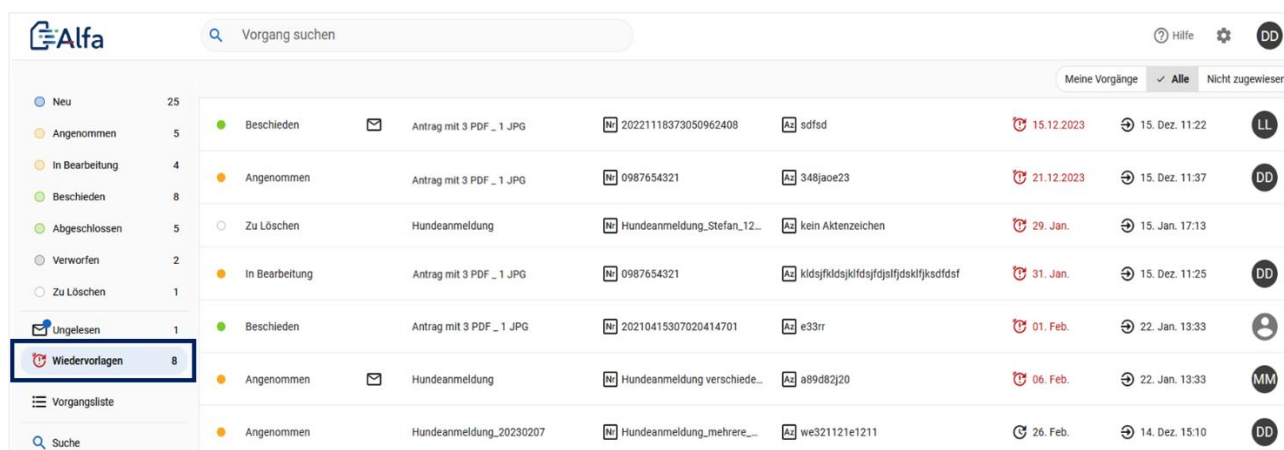 Alfa
Vorgang suchen
Hilfe
DD
Meine Vorgänge Alle Nicht zugewiesen
Neu 25
Angenommen 5
In Bearbeitung 4
Beschieden 8
Abgeschlossen 5
Verworfen 2
Zu Löschen 1
Ungelesen 1
Wiedervorlagen 8
Vorgangsliste
Suche
Beschieden Antrag mit 3 PDF _ 1 JPG Nr 20221118373050962408 Az sdfsd 15.12.2023 15. Dez. 11:22 LL
Angenommen Antrag mit 3 PDF _ 1 JPG Nr 0987654321 Az 348jaoe23 21.12.2023 15. Dez. 11:37 DD
Zu Löschen Hundeanmeldung Nr Hundeanmeldung_Stefan_12... Az kein Aktenzeichen 29. Jan. 15. Jan. 17:13
In Bearbeitung Antrag mit 3 PDF _ 1 JPG Nr 0987654321 Az kldsjfkldsjklfdsjfdjslfjdsklfjksdfdsf 31. Jan. 15. Dez. 11:25 DD
Beschieden Antrag mit 3 PDF _ 1 JPG Nr 20210415307020414701 Az e33rr 01. Feb. 22. Jan. 13:33
Angenommen Hundeanmeldung Nr Hundeanmeldung verschiede... Az a89d82j20 06. Feb. 22. Jan. 13:33 MM
Angenommen Hundeanmeldung_20230207 Nr Hundeanmeldung_mehrere_... Az we321121e1211 26. Feb. 14. Dez. 15:10 DD